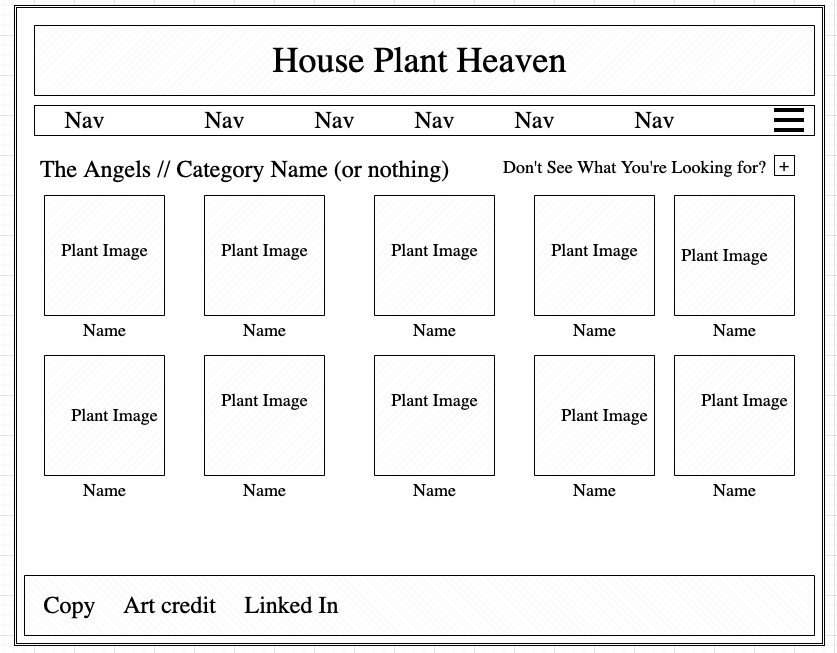 House Plant Heaven
Nav Nav Nav Nav Nav Nav
The Angels // Category Name (or nothing) Don't See What You're Looking for? +
Plant Image Plant Image Plant Image Plant Image Plant Image
Name Name Name Name Name
Plant Image Plant Image Plant Image Plant Image Plant Image
Name Name Name Name Name
Copy Art credit Linked In